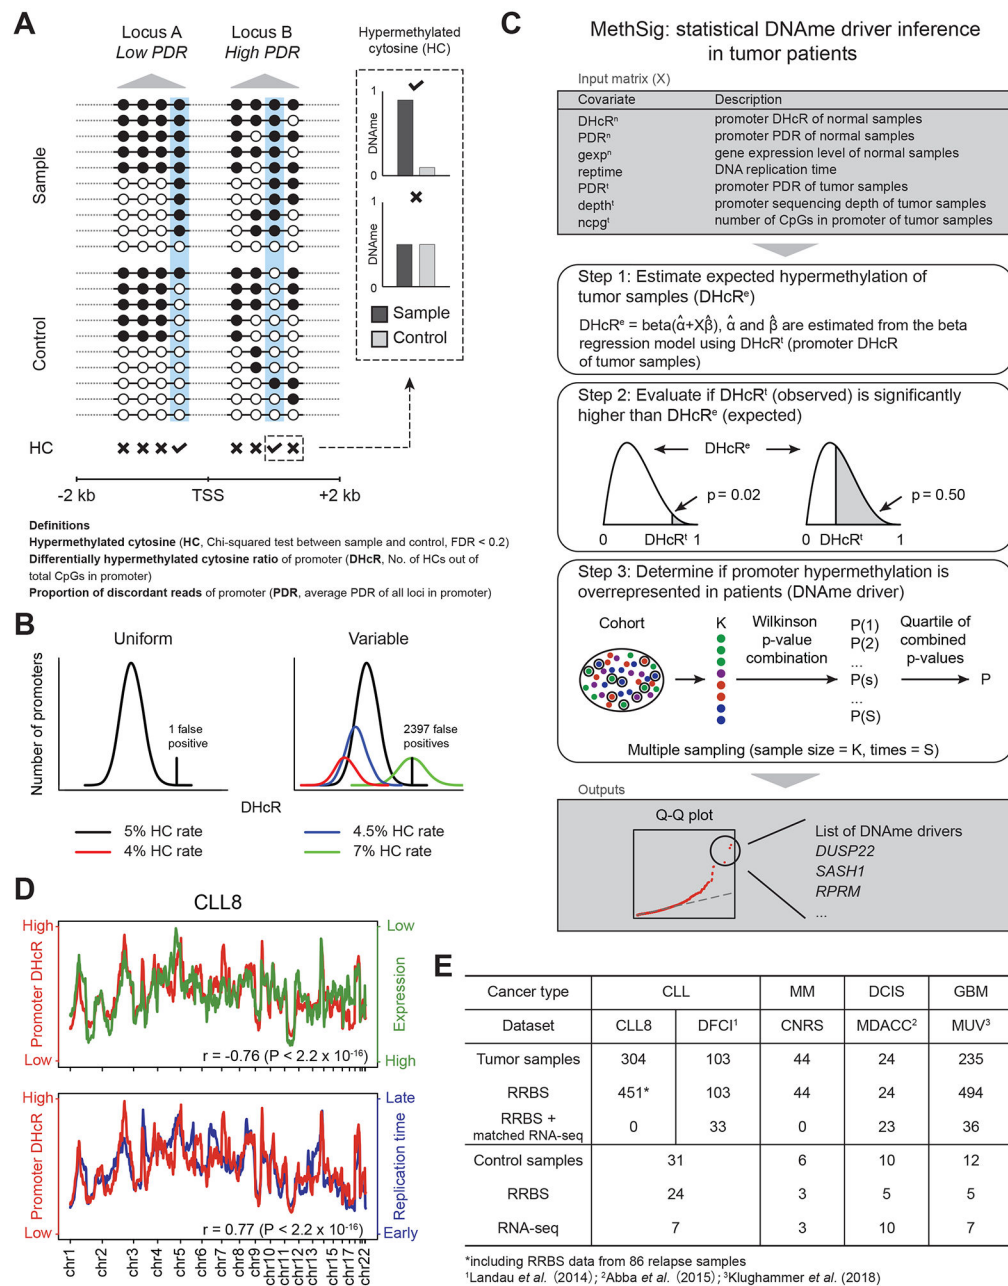 A
Locus A
Low PDR
Locus B
High PDR
Hypermethylated
cytosine (HC)
1
DNAme
0
1
DNAme
0
Sample
Control
Sample
Control
HC
-2 kb
TSS
+2 kb
Definitions
Hypermethylated cytosine (HC, Chi-squared test between sample and control, FDR < 0.2)
Differentially hypermethylated cytosine ratio of promoter (DHcR, No. of HCs out of
total CpGs in promoter)
Proportion of discordant reads of promoter (PDR, average PDR of all loci in promoter)
B
Uniform
Variable
Number of promoters
1 false
positive
2397 false
positives
DHcR
5% HC rate
4.5% HC rate
4% HC rate
7% HC rate
C
MethSig: statistical DNAme driver inference
in tumor patients
Input matrix (X)
Covariate Description
DHcRⁿ promoter DHcR of normal samples
PDRⁿ promoter PDR of normal samples
gexpⁿ gene expression level of normal samples
reptime DNA replication time
PDRᵗ promoter PDR of tumor samples
depthᵗ promoter sequencing depth of tumor samples
ncpgᵗ number of CpGs in promoter of tumor samples
Step 1: Estimate expected hypermethylation of
tumor samples (DHcRᵉ)
DHcRᵉ = beta(α̂+Xβ̂), α̂ and β̂ are estimated from the beta
regression model using DHcRᵗ (promoter DHcR
of tumor samples)
Step 2: Evaluate if DHcRᵗ (observed) is significantly
higher than DHcRᵉ (expected)
DHcRᵉ
p = 0.02
p = 0.50
0 DHcRᵗ 1
0 DHcRᵗ 1
Step 3: Determine if promoter hypermethylation is
overrepresented in patients (DNAme driver)
Cohort
K
Wilkinson
p-value
combination
P(1)
P(2)
...
P(s)
...
P(S)
Quartile of
combined
p-values
P
Multiple sampling (sample size = K, times = S)
Outputs
Q-Q plot
List of DNAme drivers
DUSP22
SASH1
RPRM
...
D
CLL8
High
Promoter DHcR
Low
Low
Expression
High
r = -0.76 (P < 2.2 x 10⁻¹⁶)
High
Promoter DHcR
Low
Late
Replication time
Early
r = 0.77 (P < 2.2 x 10⁻¹⁶)
chr1
chr2
chr3
chr4
chr5
chr6
chr7
chr8
chr9
chr10
chr11
chr12
chr13
chr15
chr17
chr22
E
Cancer type CLL MM DCIS GBM
Dataset CLL8 DFCI¹ CNRS MDACC² MUV³
Tumor samples 304 103 44 24 235
RRBS 451* 103 44 24 494
RRBS +
matched RNA-seq 0 33 0 23 36
Control samples 31 6 10 12
RRBS 24 3 5 5
RNA-seq 7 3 10 7
*including RRBS data from 86 relapse samples
¹Landau et al. (2014); ²Abba et al. (2015); ³Klughammer et al. (2018)